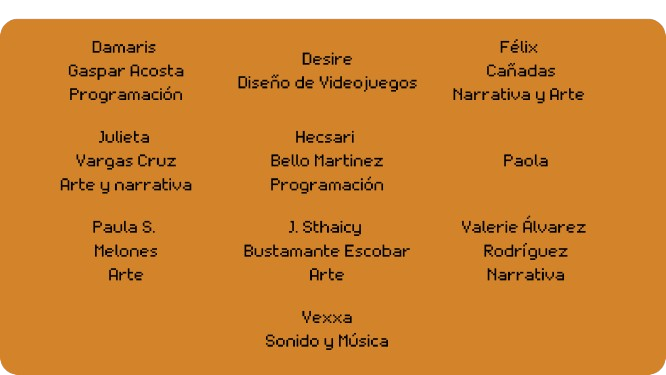 Damaris
Gaspar Acosta
Programación
Desire
Diseño de Videojuegos
Félix
Cañadas
Narrativa y Arte
Julieta
Vargas Cruz
Arte y narrativa
Hecsari
Bello Martinez
Programación
Paola
Paula S.
Melones
Arte
J. Sthaicy
Bustamante Escobar
Arte
Valerie Álvarez
Rodríguez
Narrativa
Vexxa
Sonido y Música